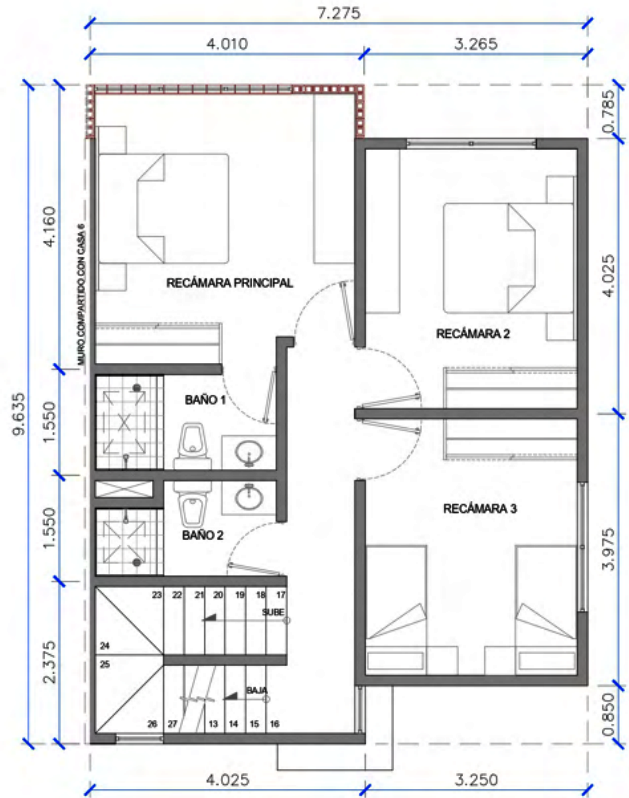 7.275
4.010
3.265
0.785
4.160
MURO COMPARTIDO CON CASA 6
RECÁMARA PRINCIPAL
4.025
RECÁMARA 2
9.635
1.550
BAÑO 1
RECÁMARA 3
1.550
BAÑO 2
3.975
23 22 21 20 19 18 17
SUBE
24
25
2.375
BAJA
26 27 13 14 15 16
0.850
4.025
3.250